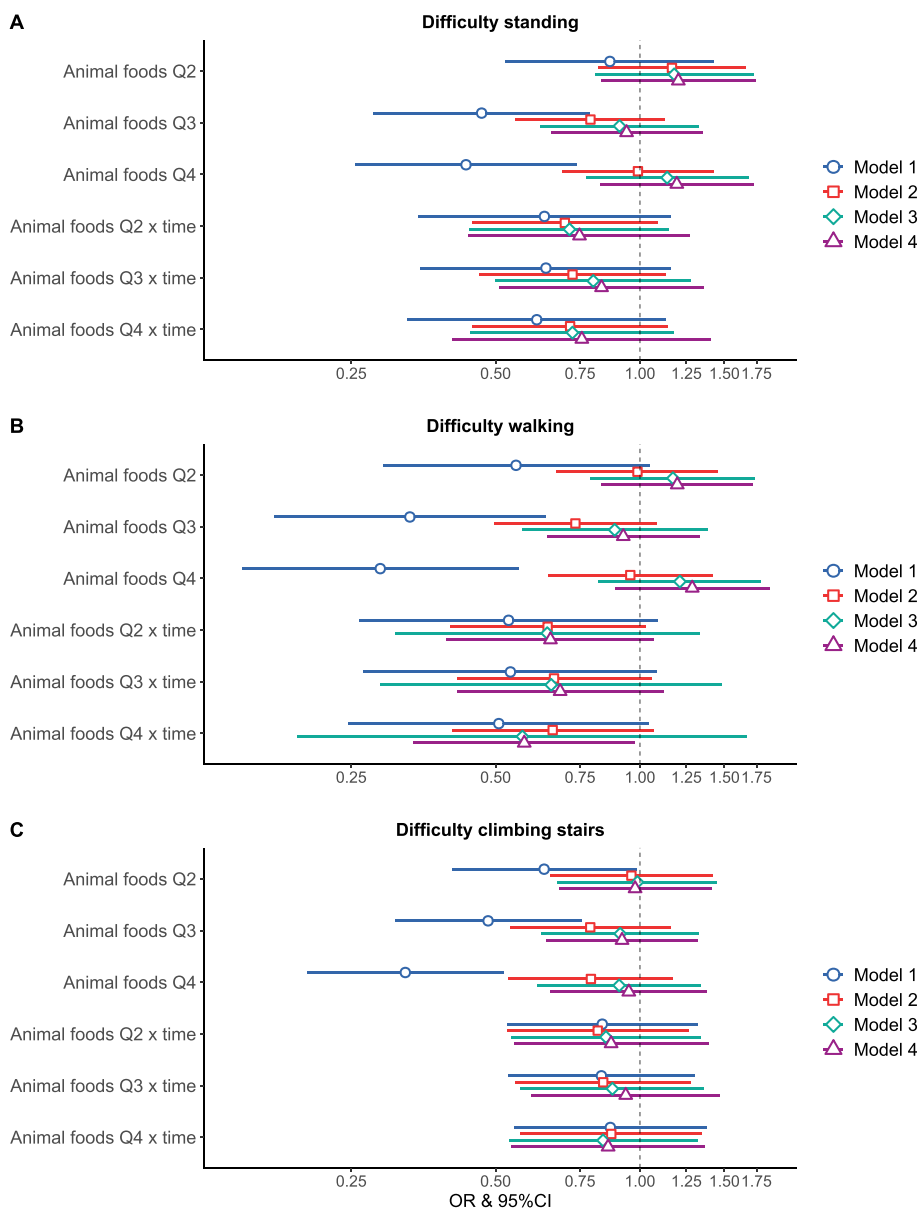 A
Difficulty standing
Animal foods Q2
Animal foods Q3
Animal foods Q4
Animal foods Q2 x time
Animal foods Q3 x time
Animal foods Q4 x time
0.25 0.50 0.75 1.00 1.25 1.50 1.75
Model 1
Model 2
Model 3
Model 4
B
Difficulty walking
Animal foods Q2
Animal foods Q3
Animal foods Q4
Animal foods Q2 x time
Animal foods Q3 x time
Animal foods Q4 x time
0.25 0.50 0.75 1.00 1.25 1.50 1.75
Model 1
Model 2
Model 3
Model 4
C
Difficulty climbing stairs
Animal foods Q2
Animal foods Q3
Animal foods Q4
Animal foods Q2 x time
Animal foods Q3 x time
Animal foods Q4 x time
0.25 0.50 0.75 1.00 1.25 1.50 1.75
OR & 95%CI
Model 1
Model 2
Model 3
Model 4